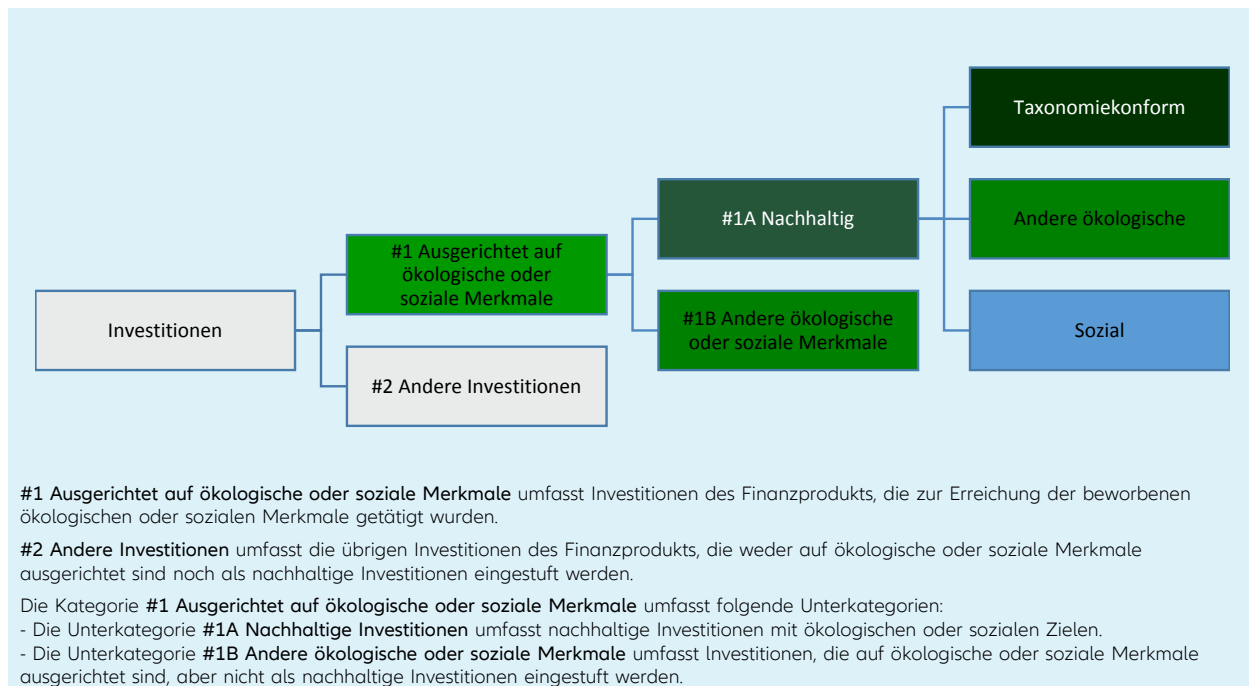 Taxonomiekonform
#1A Nachhaltig
Andere ökologische
#1 Ausgerichtet auf
ökologische oder
soziale Merkmale
Investitionen
#1B Andere ökologische
oder soziale Merkmale
Sozial
#2 Andere Investitionen
#1 Ausgerichtet auf ökologische oder soziale Merkmale umfasst Investitionen des Finanzprodukts, die zur Erreichung der beworbenen
ökologischen oder sozialen Merkmale getätigt wurden.
#2 Andere Investitionen umfasst die übrigen Investitionen des Finanzprodukts, die weder auf ökologische oder soziale Merkmale
ausgerichtet sind noch als nachhaltige Investitionen eingestuft werden.
Die Kategorie #1 Ausgerichtet auf ökologische oder soziale Merkmale umfasst folgende Unterkategorien:
- Die Unterkategorie #1A Nachhaltige Investitionen umfasst nachhaltige Investitionen mit ökologischen oder sozialen Zielen.
- Die Unterkategorie #1B Andere ökologische oder soziale Merkmale umfasst Investitionen, die auf ökologische oder soziale Merkmale
ausgerichtet sind, aber nicht als nachhaltige Investitionen eingestuft werden.